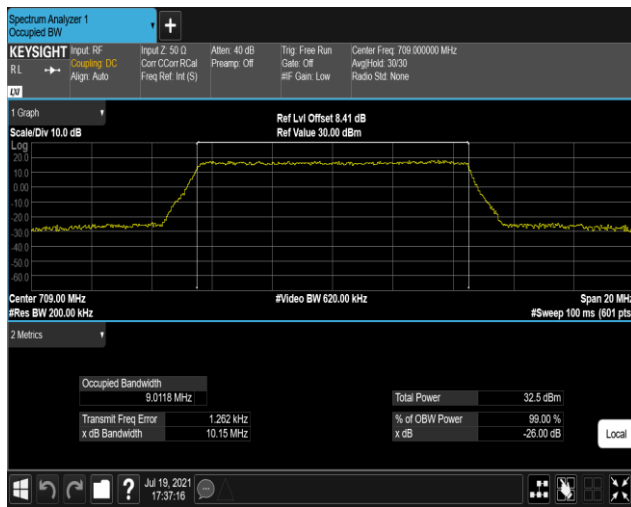 Spectrum Analyzer 1
Occupied BW
+
KEYSIGHT Input: RF Input Z: 50 Ω Atten: 40 dB Trig: Free Run Center Freq: 709.000000 MHz
RL Coupling: DC Corr CCorr RCal Preamp: Off Gate: Off Avg|Hold: 30/30
Align: Auto Freq Ref: Int (S) #IF Gain: Low Radio Std: None
LXI
1 Graph Ref Lvl Offset 8.41 dB
Scale/Div 10.0 dB Ref Value 30.00 dBm
Log
20.0
10.0
0.00
-10.0
-20.0
-30.0
-40.0
-50.0
-60.0
Center 709.00 MHz #Video BW 620.00 kHz Span 20 MHz
#Res BW 200.00 kHz #Sweep 100 ms (601 pts
2 Metrics
Occupied Bandwidth
9.0118 MHz Total Power 32.5 dBm
Transmit Freq Error 1.262 kHz % of OBW Power 99.00 %
x dB Bandwidth 10.15 MHz x dB -26.00 dB
Local
? Jul 19, 2021
17:37:16